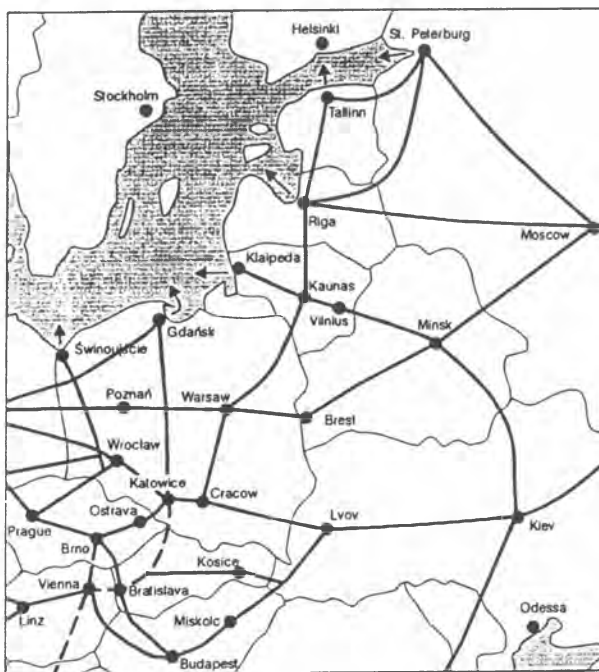 Helsinki
St. Peterburg
Stockholm
Tallinn
Riga
Moscow
Klaipeda
Kaunas
Vilnius
Minsk
Gdańsk
Świnoujście
Poznań
Warsaw
Brest
Wrocław
Katowice
Cracow
Ostrava
Lvov
Kiev
Prague
Brno
Kosice
Vienna
Bratislava
Linz
Miskolc
Odessa
Budapest